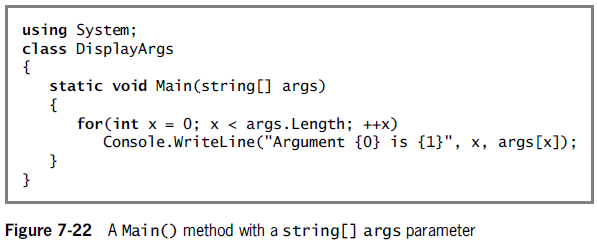 using System;
class DisplayArgs
{
   static void Main(string[] args)
   {
      for(int x = 0; x < args.Length; ++x)
         Console.WriteLine("Argument {0} is {1}", x, args[x]);
   }
}
Figure 7-22 A Main() method with a string[] args parameter